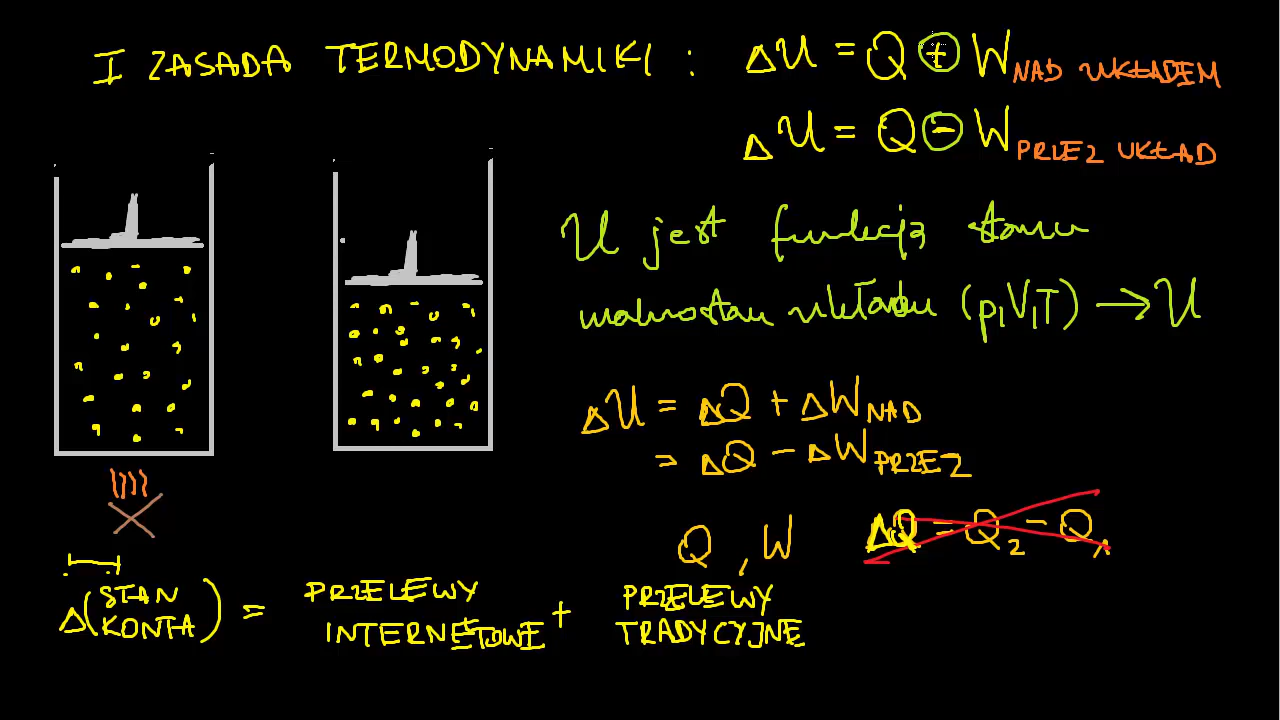 I ZASADA TERMODYNAMIKI : ΔU = Q + W NAD UKŁADEM
ΔU = Q - W PRZEZ UKŁAD
U jest funkcją stanu
makrostan układu (p,V,T) → U
ΔU = ΔQ + ΔW NAD
= ΔQ - ΔW PRZEZ
Q, W ΔQ = Q2 - Q1
Δ(STAN KONTA) = PRZELEWY INTERNETOWE + PRZELEWY TRADYCYJNE